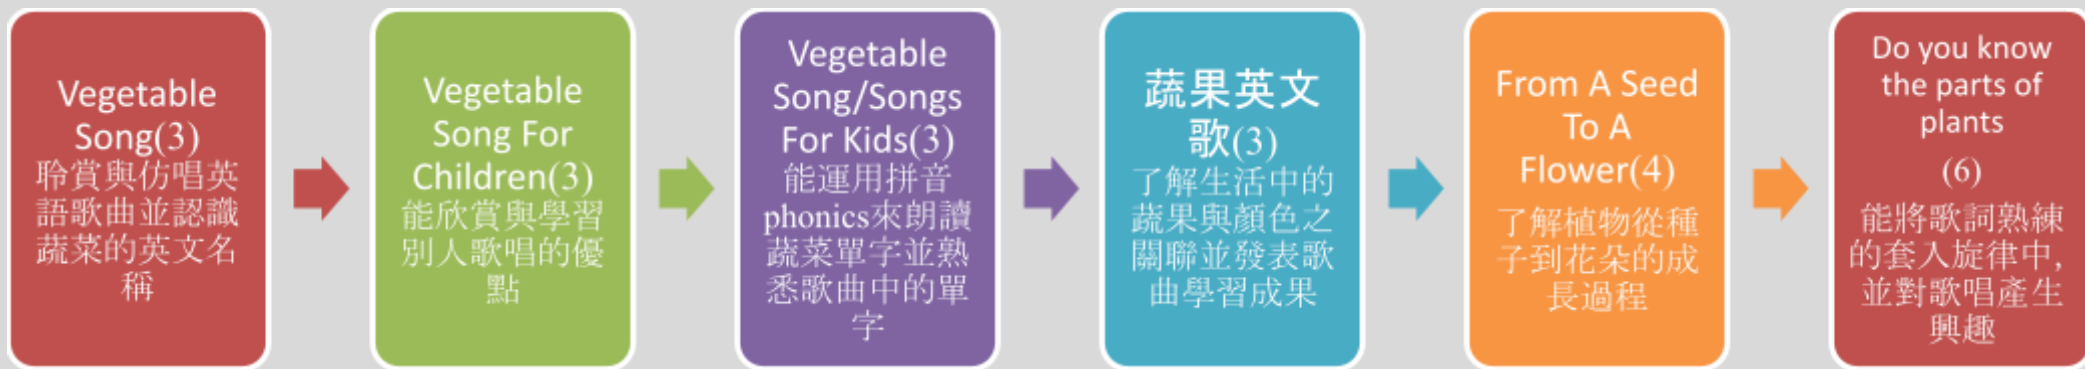 Vegetable
Song(3)
聆賞與仿唱英
語歌曲並認識
蔬菜的英文名
稱
Vegetable
Song For
Children(3)
能欣賞與學習
別人歌唱的優
點
Vegetable
Song/Songs
For Kids(3)
能運用拼音
phonics來朗讀
蔬菜單字並熟
悉歌曲中的單
字
蔬果英文
歌(3)
了解生活中的
蔬果與顏色之
關聯並發表歌
曲學習成果
From A Seed
To A
Flower(4)
了解植物從種
子到花朵的成
長過程
Do you know
the parts of
plants
(6)
能將歌詞熟練
的套入旋律中,
並對歌唱產生
興趣